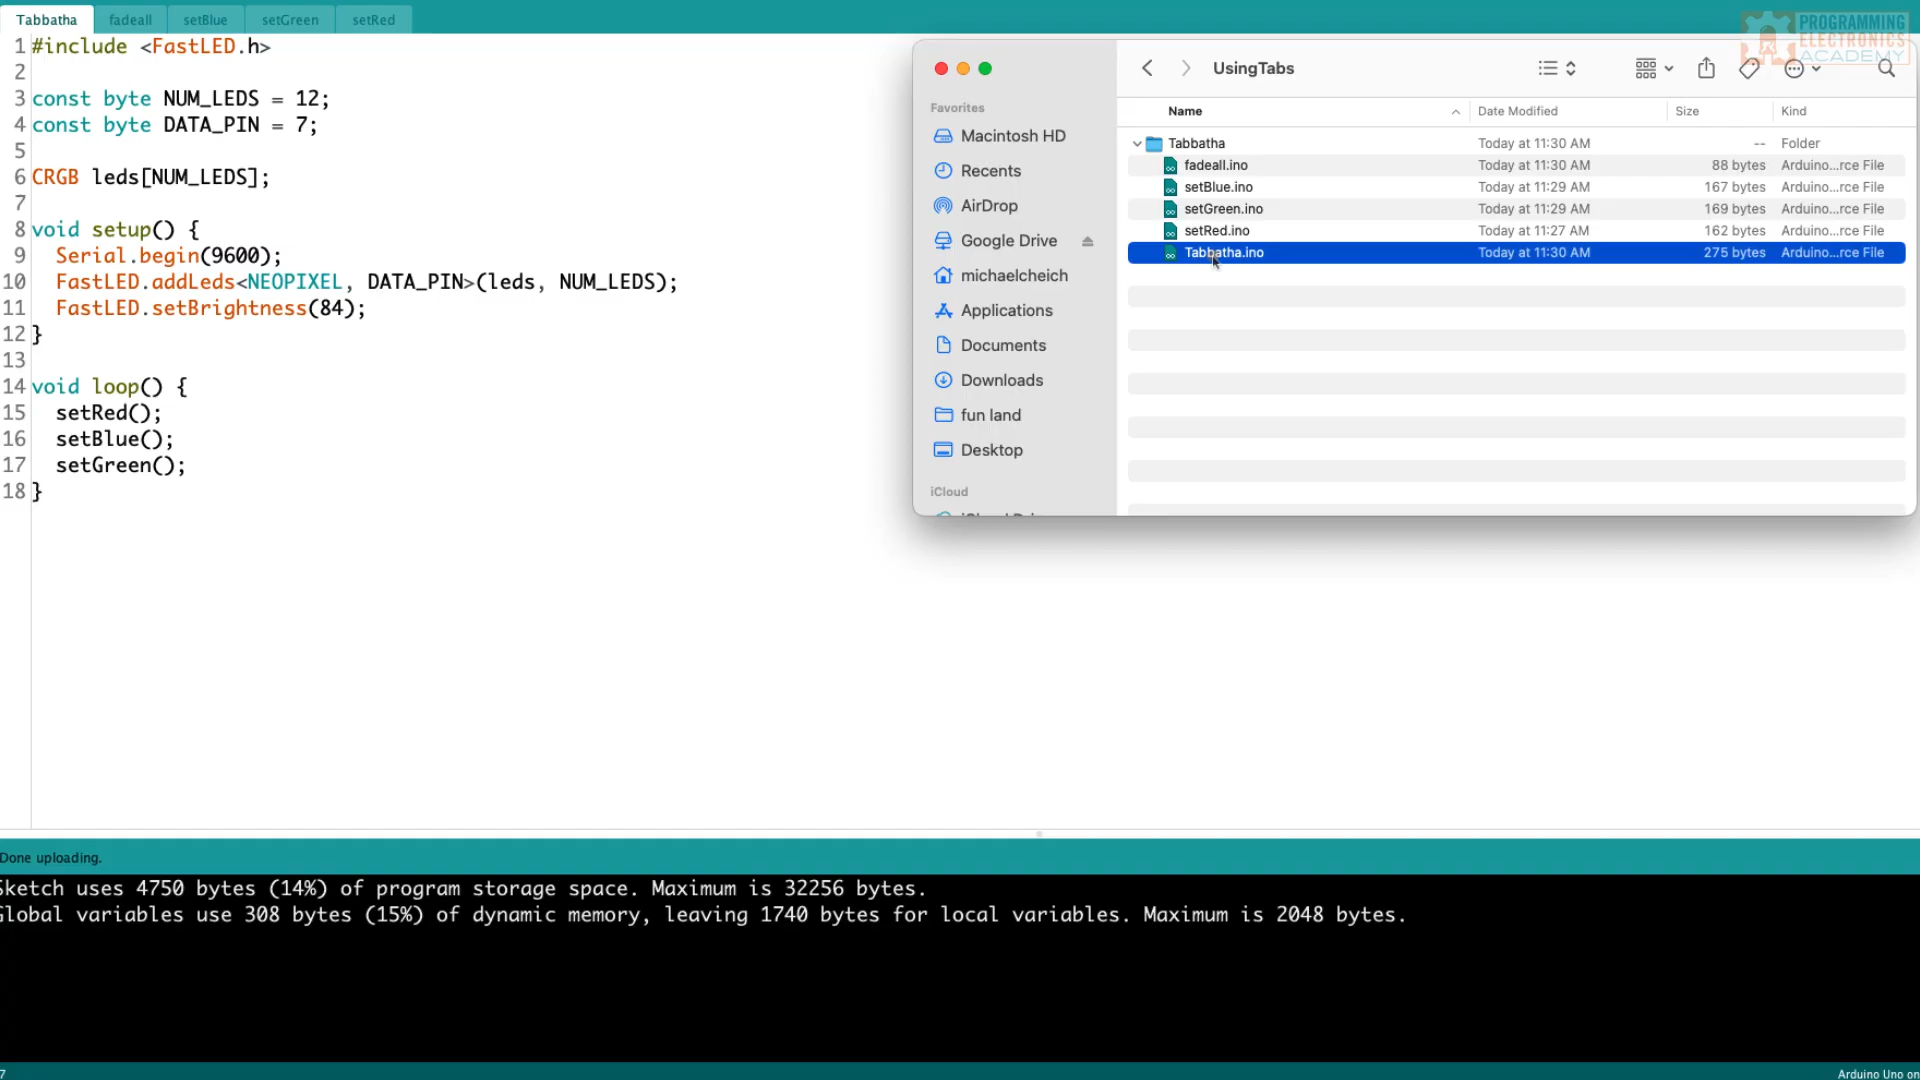 Tabbatha fadeall setBlue setGreen setRed
1 #include <FastLED.h>
2
3 const byte NUM_LEDS = 12;
4 const byte DATA_PIN = 7;
5
6 CRGB leds[NUM_LEDS];
7
8 void setup() {
9 Serial.begin(9600);
10 FastLED.addLeds<NEOPIXEL, DATA_PIN>(leds, NUM_LEDS);
11 FastLED.setBrightness(84);
12 }
13
14 void loop() {
15 setRed();
16 setBlue();
17 setGreen();
18 }
PROGRAMMING
ELECTRONICS
ACADEMY
UsingTabs
Favorites
Macintosh HD
Recents
AirDrop
Google Drive
michaelcheich
Applications
Documents
Downloads
fun land
Desktop
iCloud
Name Date Modified Size Kind
Tabbatha Today at 11:30 AM -- Folder
fadeall.ino Today at 11:30 AM 88 bytes Arduino...rce File
setBlue.ino Today at 11:29 AM 167 bytes Arduino...rce File
setGreen.ino Today at 11:29 AM 169 bytes Arduino...rce File
setRed.ino Today at 11:27 AM 162 bytes Arduino...rce File
Tabbatha.ino Today at 11:30 AM 275 bytes Arduino...rce File
Done uploading.
Sketch uses 4750 bytes (14%) of program storage space. Maximum is 32256 bytes.
Global variables use 308 bytes (15%) of dynamic memory, leaving 1740 bytes for local variables. Maximum is 2048 bytes.
7 Arduino Uno on